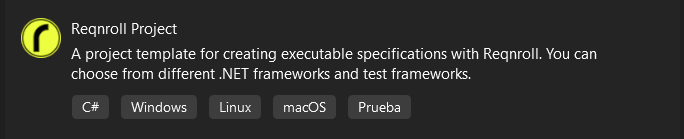 Reqnroll Project
A project template for creating executable specifications with Reqnroll. You can
choose from different .NET frameworks and test frameworks.
C# Windows Linux macOS Prueba